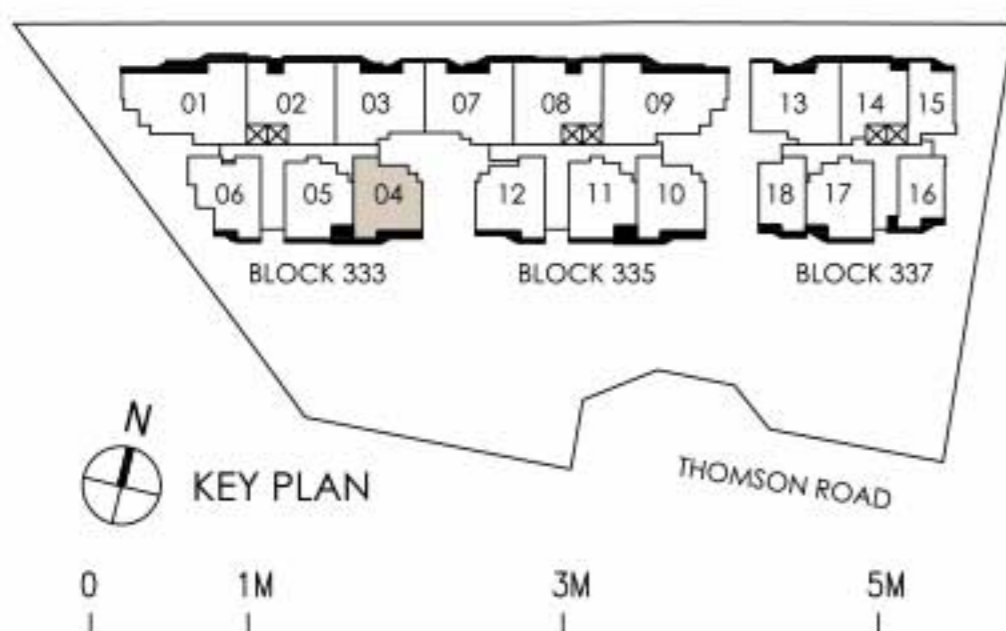 01 02 03 07 08 09 13 14 15
06 05 04 12 11 10 18 17 16
BLOCK 333 BLOCK 335 BLOCK 337
N
KEY PLAN
THOMSON ROAD
0 1M 3M 5M